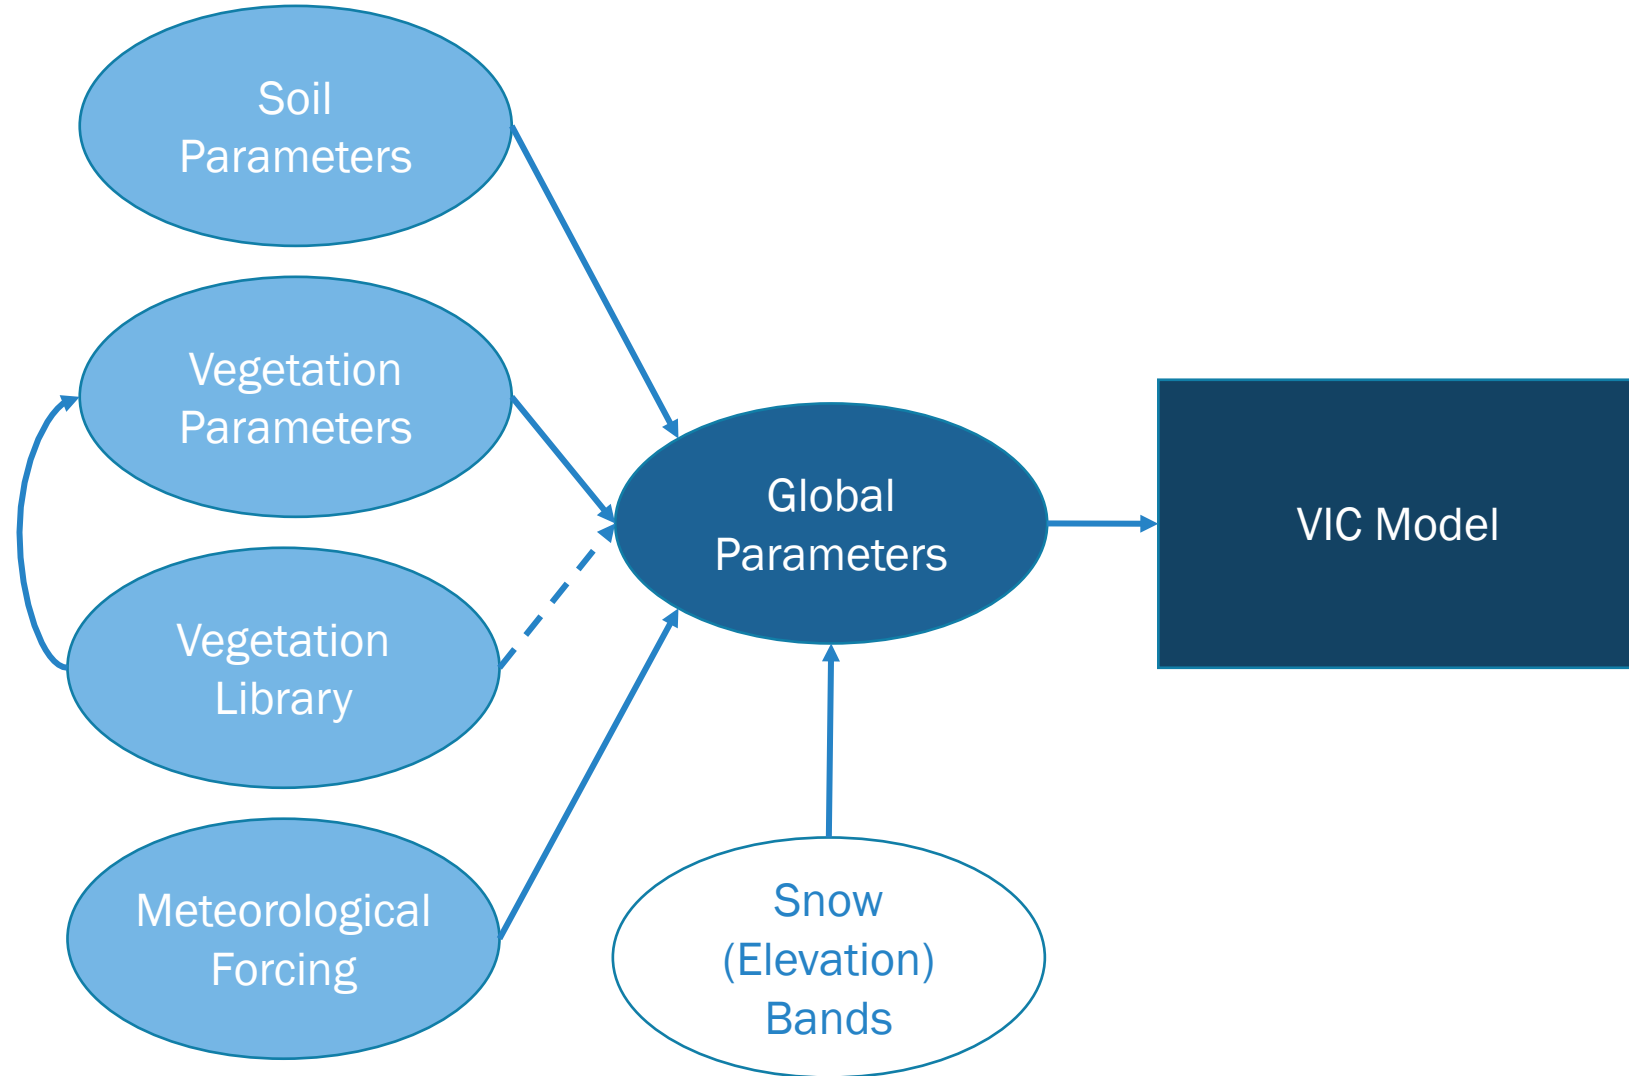 Soil
Parameters
Vegetation
Parameters
Vegetation
Library
Meteorological
Forcing
Global
Parameters
Snow
(Elevation)
Bands
VIC Model